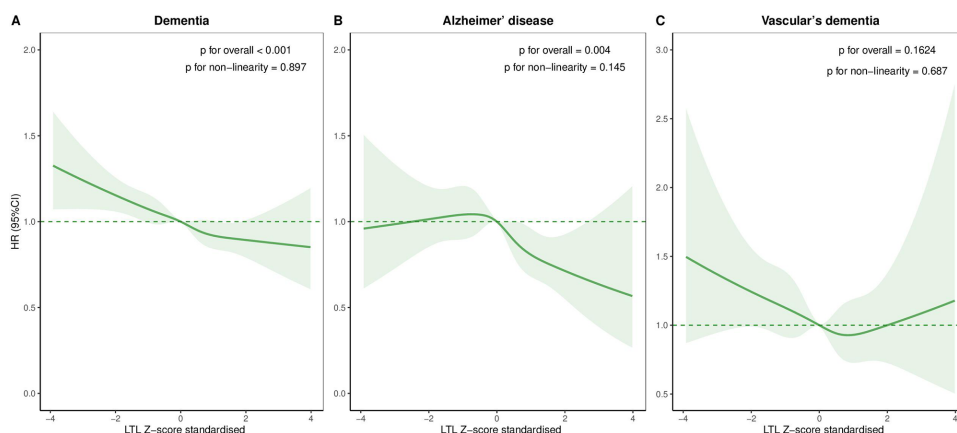 A
Dementia
p for overall < 0.001
p for non-linearity = 0.897
2.0
1.5
1.0
0.5
0.0
HR (95%CI)
−4
−2
0
2
4
LTL Z−score standardised
B
Alzheimer' disease
p for overall = 0.004
p for non-linearity = 0.145
2.0
1.5
1.0
0.5
0.0
−4
−2
0
2
4
LTL Z−score standardised
C
Vascular's dementia
p for overall = 0.1624
p for non-linearity = 0.687
3.0
2.5
2.0
1.5
1.0
0.5
−4
−2
0
2
4
LTL Z−score standardised